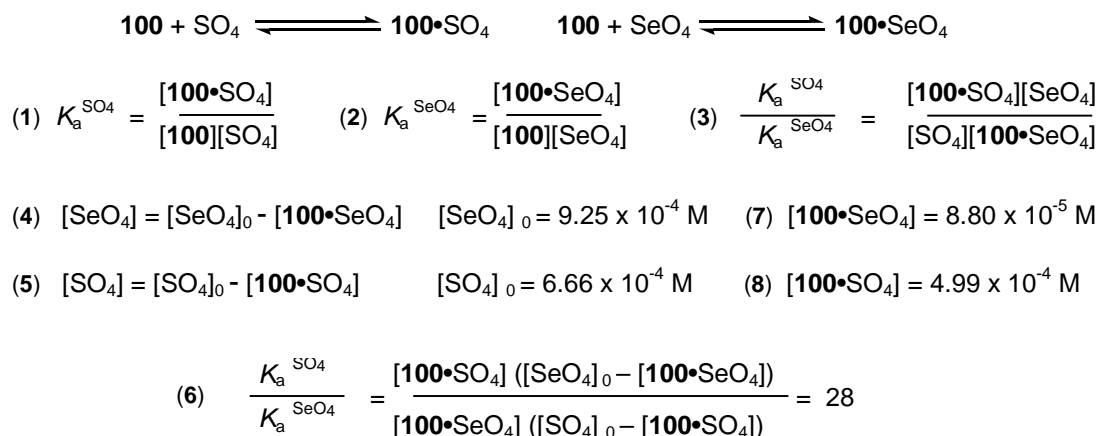 100 + SO₄ ⇌ 100•SO₄ 100 + SeO₄ ⇌ 100•SeO₄
(1) Kₐ^SO₄ = [100•SO₄] / [100][SO₄] (2) Kₐ^SeO4 = [100•SeO₄] / [100][SeO₄] (3) Kₐ^SO4 / Kₐ^SeO4 = [100•SO₄][SeO₄] / [SO₄][100•SeO₄]
(4) [SeO₄] = [SeO₄]₀ - [100•SeO₄] [SeO₄] ₀ = 9.25 x 10⁻⁴ M (7) [100•SeO₄] = 8.80 x 10⁻⁵ M
(5) [SO₄] = [SO₄]₀ - [100•SO₄] [SO₄] ₀ = 6.66 x 10⁻⁴ M (8) [100•SO₄] = 4.99 x 10⁻⁴ M
(6) Kₐ^SO4 / Kₐ^SeO4 = [100•SO₄] ([SeO₄] ₀ – [100•SeO₄]) / [100•SeO₄] ([SO₄] ₀ – [100•SO₄]) = 28